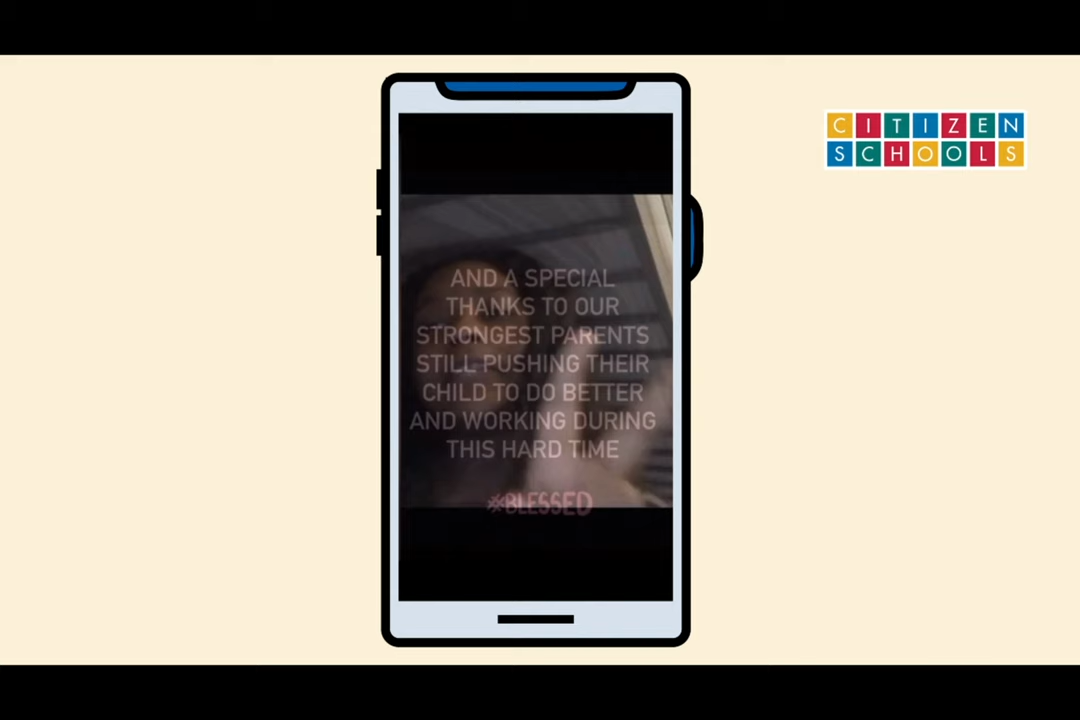 CITIZEN
SCHOOLS
AND A SPECIAL
THANKS TO OUR
STRONGEST PARENTS
STILL PUSHING THEIR
CHILD TO DO BETTER
AND WORKING DURING
THIS HARD TIME
#BLESSED